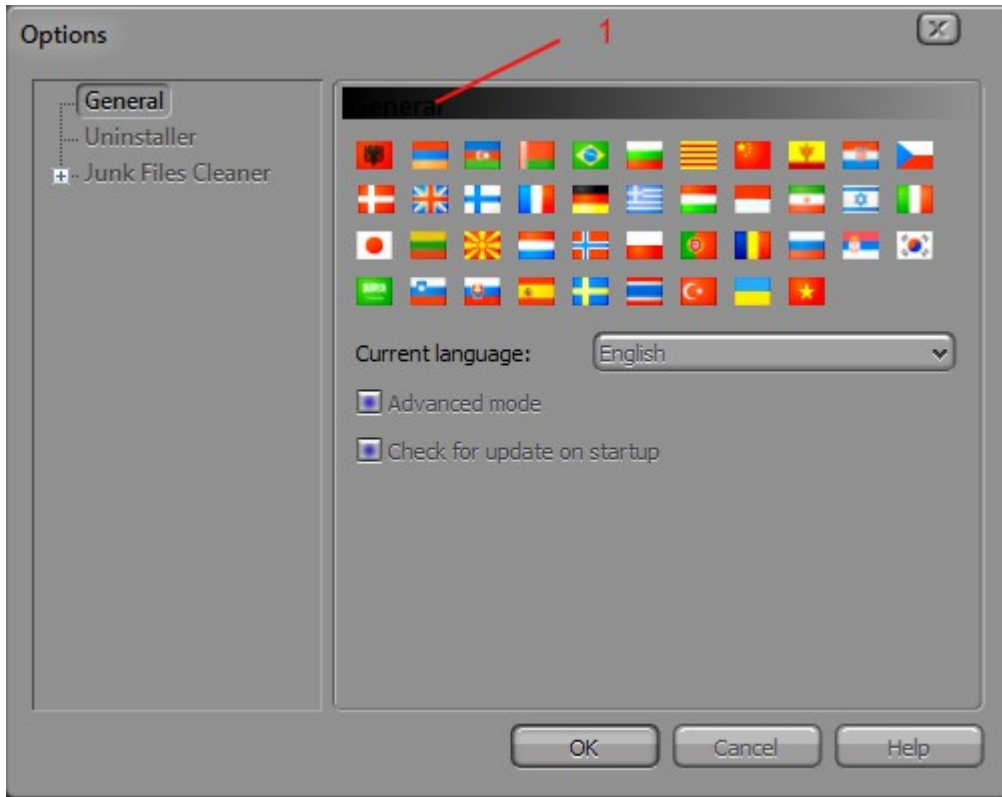 Options
1
General
Uninstaller
Junk Files Cleaner
General
Current language:
English
Advanced mode
Check for update on startup
OK
Cancel
Help